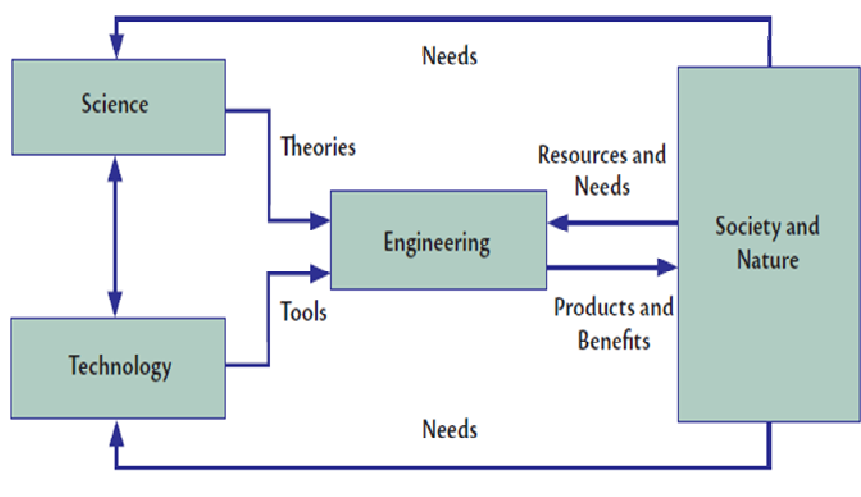 Needs
Science
Theories
Resources and
Needs
Engineering
Society and
Nature
Tools
Products and
Benefits
Technology
Needs